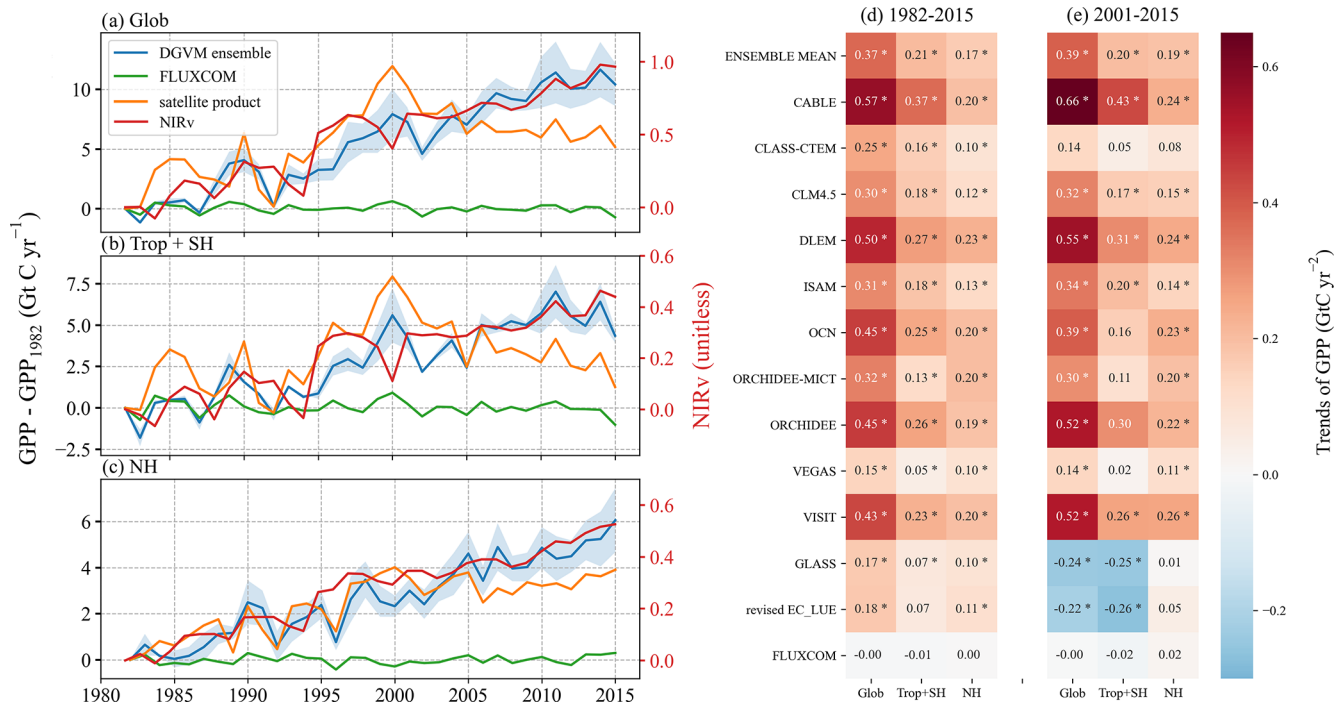 (a) Glob
DGVM ensemble
FLUXCOM
satellite product
NIRv
10
5
0
1.0
0.5
0.0
(b) Trop + SH
7.5
5.0
2.5
0.0
−2.5
0.6
0.4
0.2
0.0
(c) NH
6
4
2
0
0.6
0.4
0.2
0.0
1980 1985 1990 1995 2000 2005 2010 2015
GPP - GPP1982 (Gt C yr−1)
NIRv (unitless)
(d) 1982-2015 (e) 2001-2015
ENSEMBLE MEAN 0.37 * 0.21 * 0.17 * 0.39 * 0.20 * 0.19 *
CABLE 0.57 * 0.37 * 0.20 * 0.66 * 0.43 * 0.24 *
CLASS-CTEM 0.25 * 0.16 * 0.10 * 0.14 0.05 0.08
CLM4.5 0.30 * 0.18 * 0.12 * 0.32 * 0.17 * 0.15 *
DLEM 0.50 * 0.27 * 0.23 * 0.55 * 0.31 * 0.24 *
ISAM 0.31 * 0.18 * 0.13 * 0.34 * 0.20 * 0.14 *
OCN 0.45 * 0.25 * 0.20 * 0.39 * 0.16 0.23 *
ORCHIDEE-MICT 0.32 * 0.13 * 0.20 * 0.30 * 0.11 0.20 *
ORCHIDEE 0.45 * 0.26 * 0.19 * 0.52 * 0.30 0.22 *
VEGAS 0.15 * 0.05 * 0.10 * 0.14 * 0.02 0.11 *
VISIT 0.43 * 0.23 * 0.20 * 0.52 * 0.26 * 0.26 *
GLASS 0.17 * 0.07 * 0.10 * -0.24 * -0.25 * 0.01
revised EC_LUE 0.18 * 0.07 0.11 * -0.22 * -0.26 * 0.05
FLUXCOM -0.00 -0.01 0.00 -0.00 -0.02 0.02
Glob Trop+SH NH Glob Trop+SH NH
0.6
0.4
0.2
0.0
−0.2
Trends of GPP (GtC yr−2)